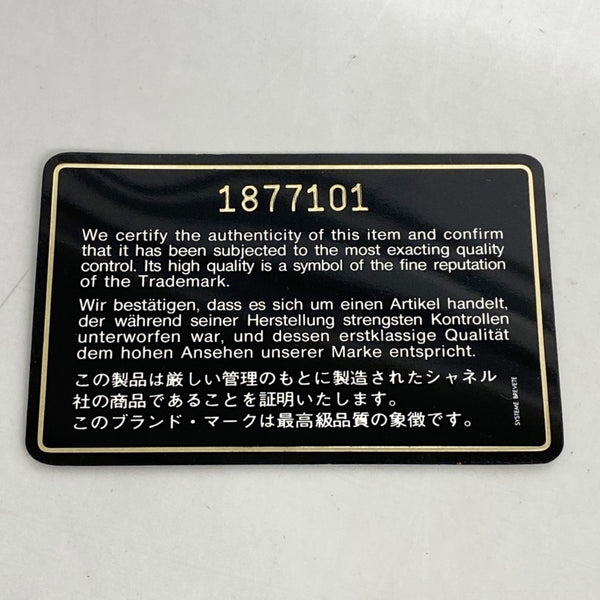 1877101
We certify the authenticity of this item and confirm
that it has been subjected to the most exacting quality
control. Its high quality is a symbol of the fine reputation
of the Trademark.
Wir bestätigen, dass es sich um einen Artikel handelt,
der während seiner Herstellung strengsten Kontrollen
unterworfen war, und dessen erstklassige Qualität
dem hohen Ansehen unserer Marke entspricht.
この製品は厳しい管理のもとに製造されたシャネル
社の商品であることを証明いたします。
このブランド・マークは最高級品質の象徴です。
SYSTEME BREVETE